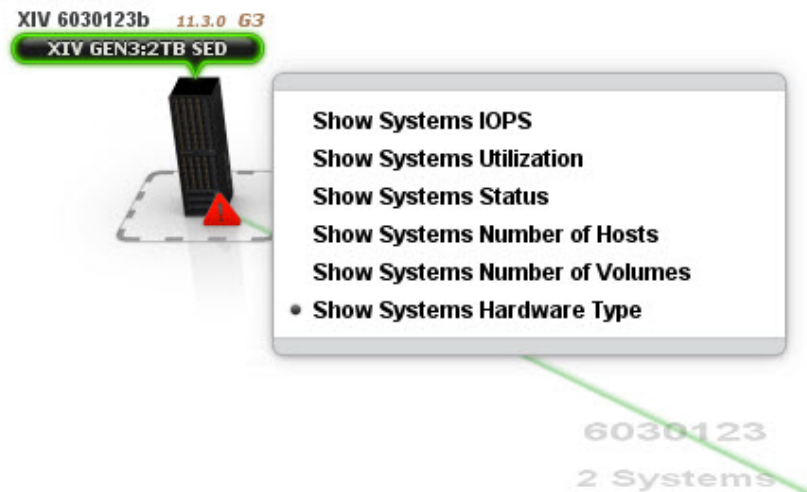 XIV 6030123b 11.3.0 G3
XIV GEN3:2TB SED
Show Systems IOPS
Show Systems Utilization
Show Systems Status
Show Systems Number of Hosts
Show Systems Number of Volumes
Show Systems Hardware Type
6030123
2 Systems